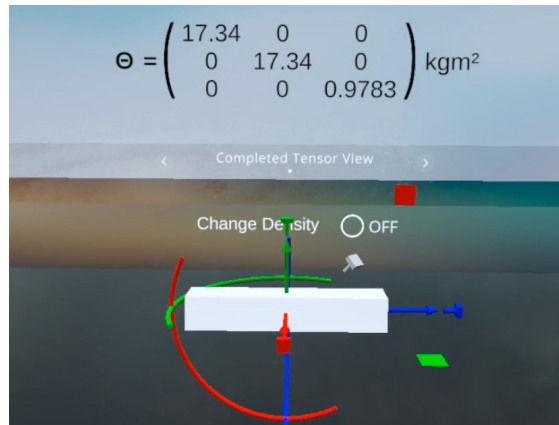 17.34 0 0
Θ = 0 17.34 0 kgm²
0 0 0.9783
Completed Tensor View
Change Density OFF